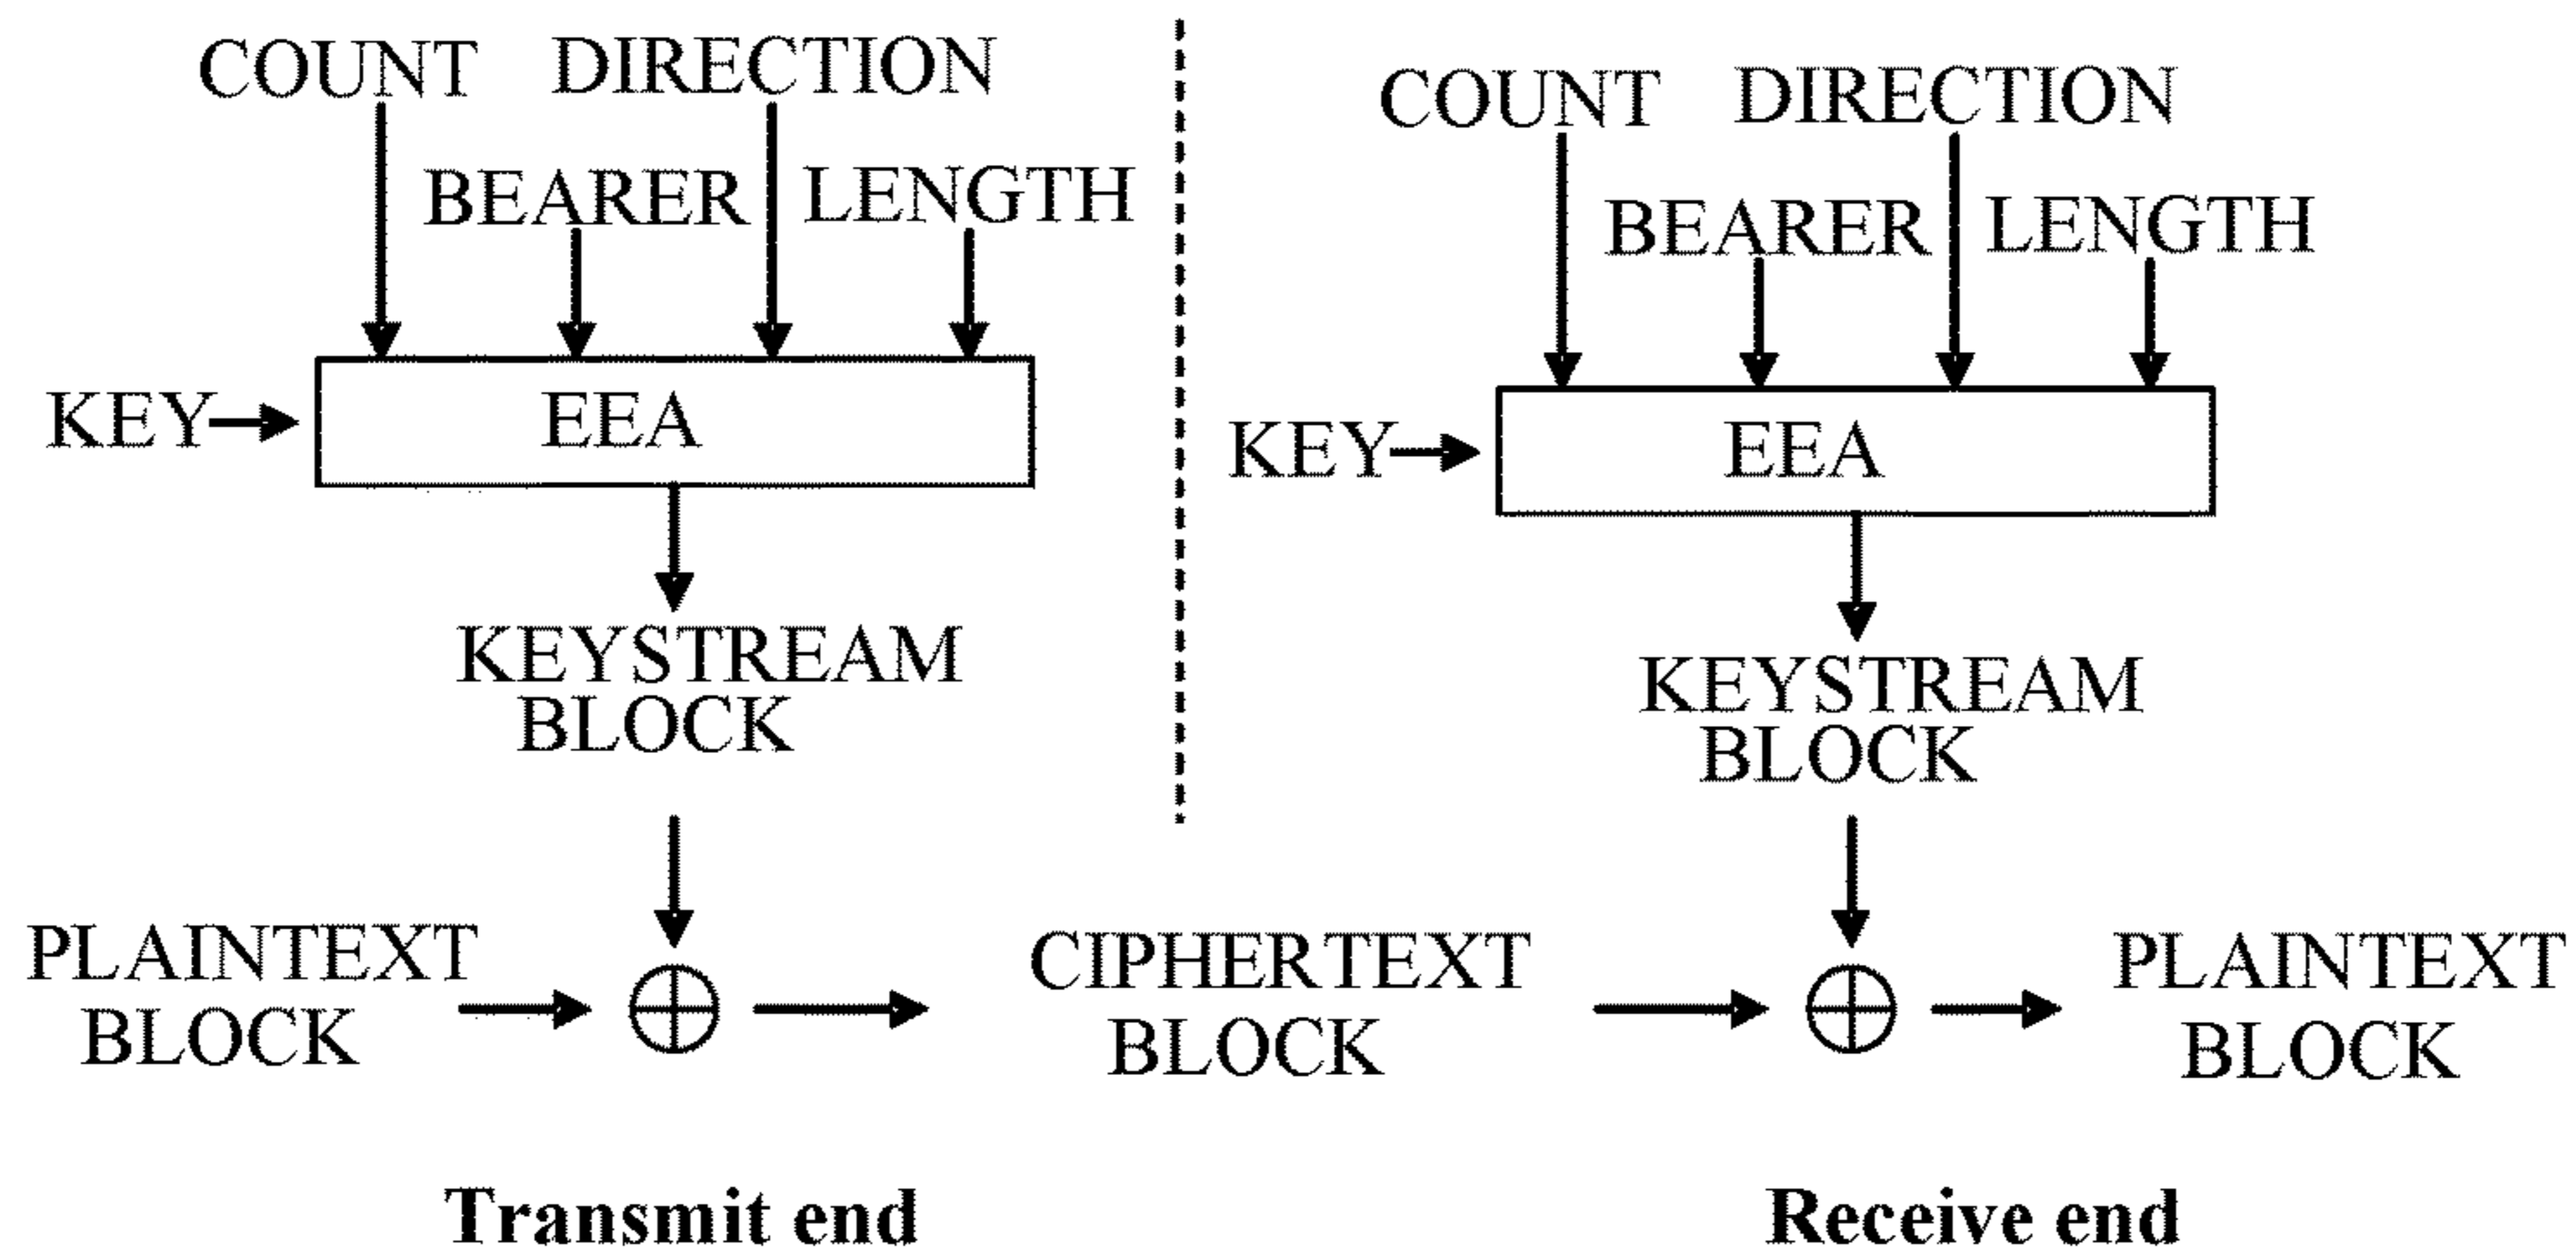 COUNT DIRECTION
BEARER LENGTH
KEY EEA
KEYSTREAM
BLOCK
PLAINTEXT
BLOCK
CIPHERTEXT
BLOCK
Transmit end
COUNT DIRECTION
BEARER LENGTH
KEY EEA
KEYSTREAM
BLOCK
PLAINTEXT
BLOCK
Receive end